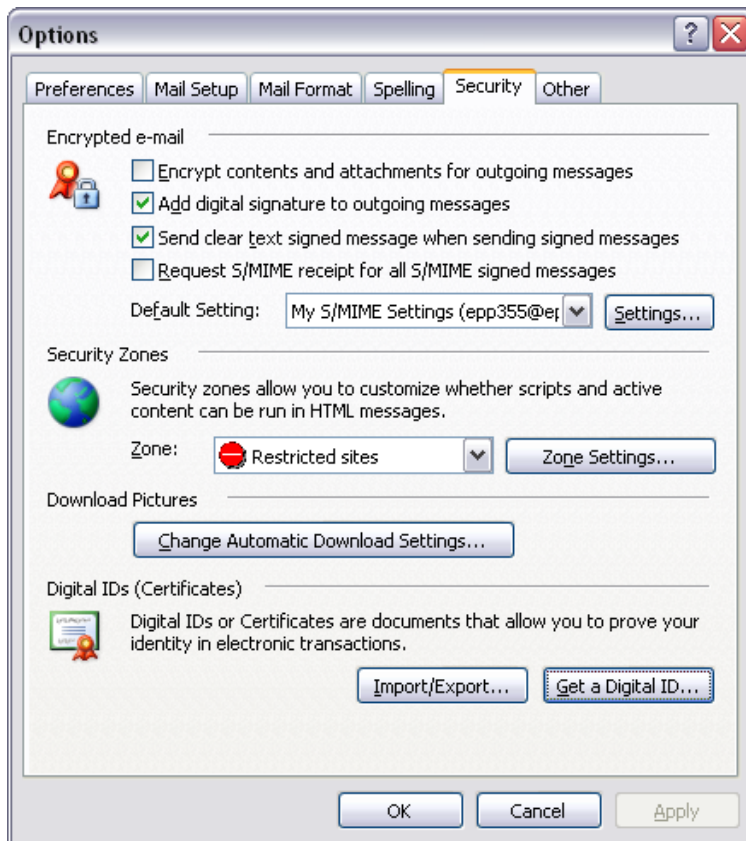 Options
Preferences Mail Setup Mail Format Spelling Security Other
Encrypted e-mail
Encrypt contents and attachments for outgoing messages
Add digital signature to outgoing messages
Send clear text signed message when sending signed messages
Request S/MIME receipt for all S/MIME signed messages
Default Setting: My S/MIME Settings (epp355@ep Settings...
Security Zones
Security zones allow you to customize whether scripts and active
content can be run in HTML messages.
Zone: Restricted sites Zone Settings...
Download Pictures
Change Automatic Download Settings...
Digital IDs (Certificates)
Digital IDs or Certificates are documents that allow you to prove your
identity in electronic transactions.
Import/Export... Get a Digital ID...
OK Cancel Apply